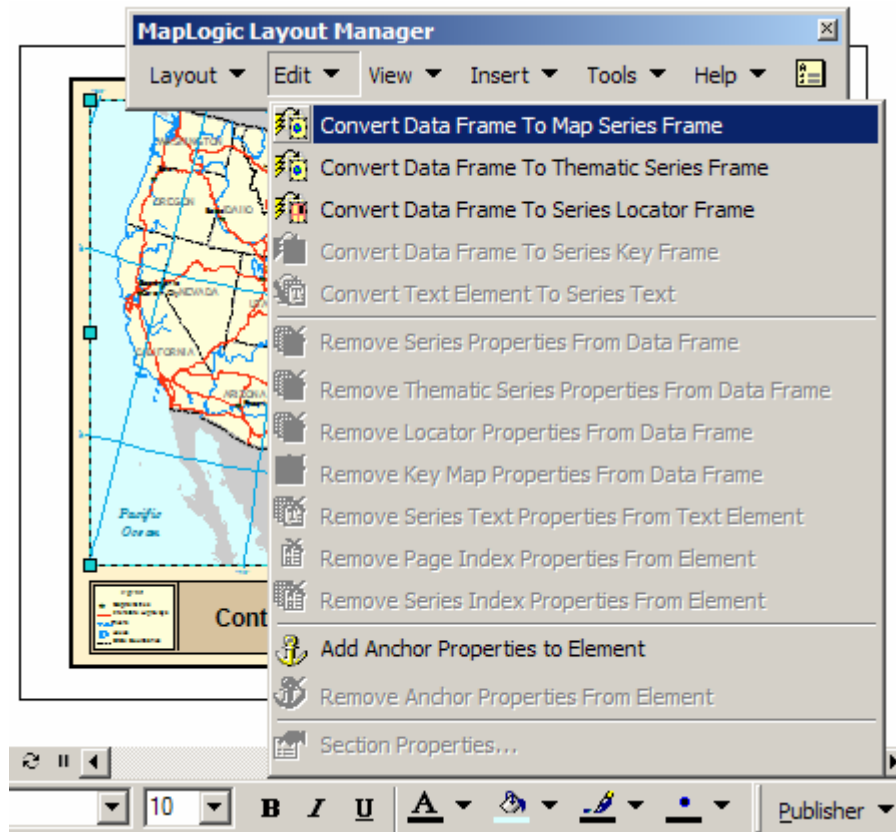 MapLogic Layout Manager
Layout Edit View Insert Tools Help
Convert Data Frame To Map Series Frame
Convert Data Frame To Thematic Series Frame
Convert Data Frame To Series Locator Frame
Convert Data Frame To Series Key Frame
Convert Text Element To Series Text
Remove Series Properties From Data Frame
Remove Thematic Series Properties From Data Frame
Remove Locator Properties From Data Frame
Remove Key Map Properties From Data Frame
Remove Series Text Properties From Text Element
Remove Page Index Properties From Element
Remove Series Index Properties From Element
Add Anchor Properties to Element
Remove Anchor Properties From Element
Section Properties...
WASHINGTON
OREGON
IDAHO
NEVADA
CALIFORNIA
ARIZONA
Pacific
Ocean
Cont
10 B I U A Publisher